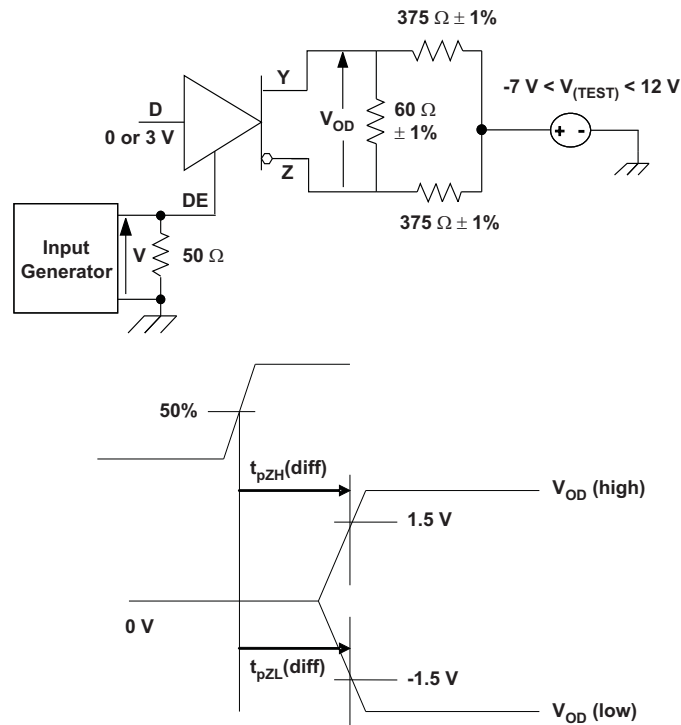 375 Ω ± 1%
Y
-7 V < V(TEST) < 12 V
D
0 or 3 V
VOD
60 Ω
± 1%
Z
DE
375 Ω ± 1%
Input
Generator
V
50 Ω
+ -
50%
tpZH(diff)
VOD (high)
1.5 V
0 V
tpZL(diff)
-1.5 V
VOD (low)